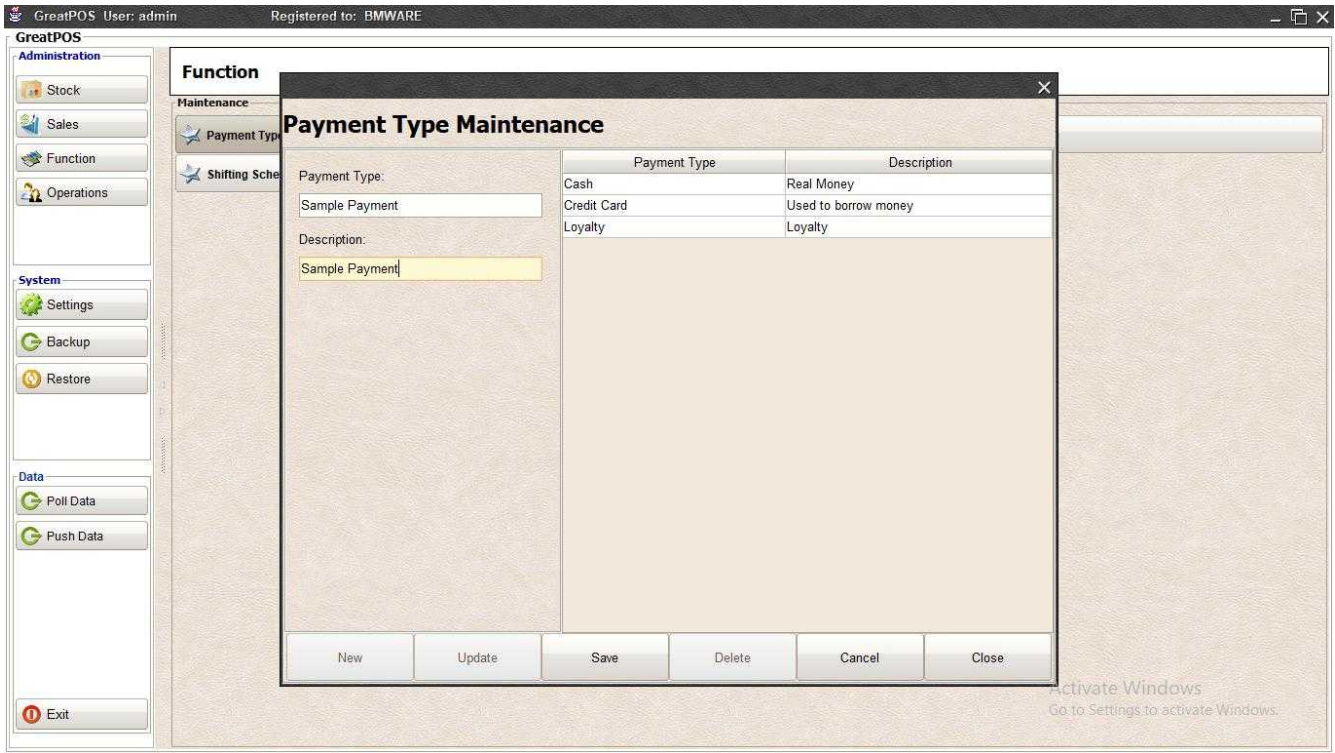 GreatPOS User: admin Registered to: BMWARE
GreatPOS
Administration
Stock
Sales
Function
Operations
System
Settings
Backup
Restore
Data
Poll Data
Push Data
Exit
Function
Maintenance
Payment Type
Shifting Sche
Payment Type Maintenance
Payment Type:
Sample Payment
Description:
Sample Payment
Payment Type Description
Cash Real Money
Credit Card Used to borrow money
Loyalty Loyalty
New Update Save Delete Cancel Close
Activate Windows
Go to Settings to activate Windows.